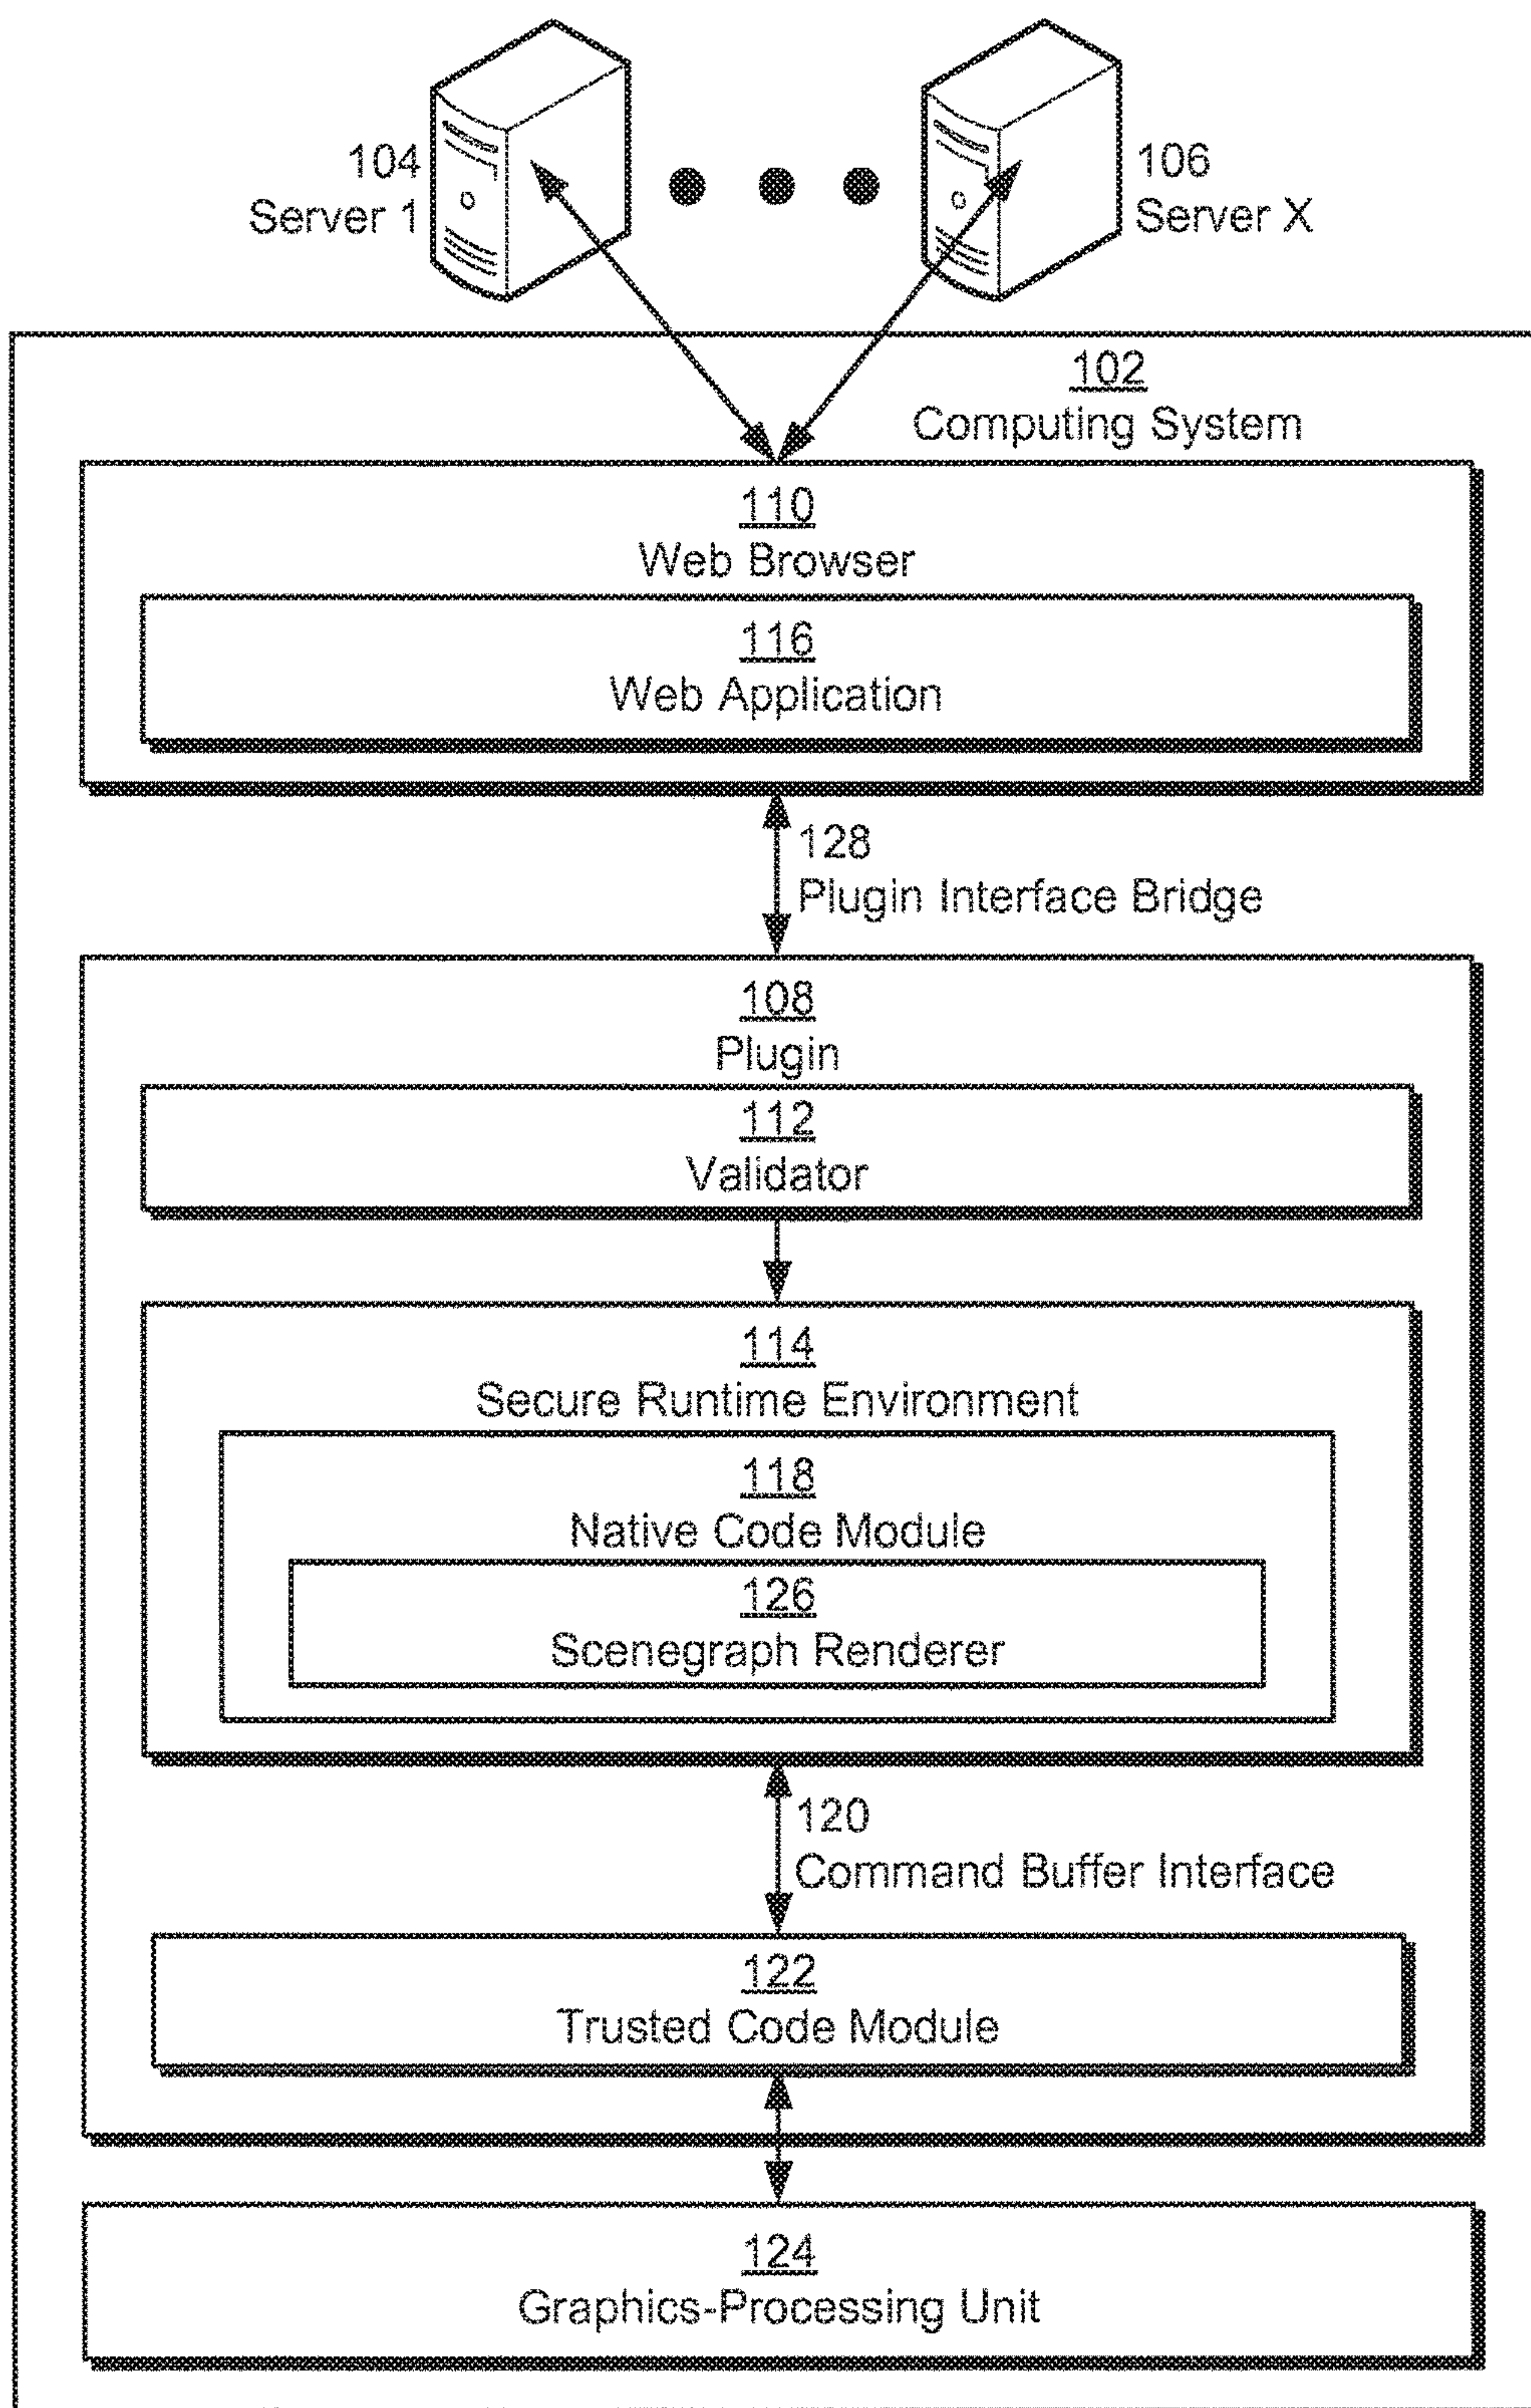 104
Server 1
106
Server X
102
Computing System
110
Web Browser
116
Web Application
128
Plugin Interface Bridge
108
Plugin
112
Validator
114
Secure Runtime Environment
118
Native Code Module
126
Scenegraph Renderer
120
Command Buffer Interface
122
Trusted Code Module
124
Graphics-Processing Unit